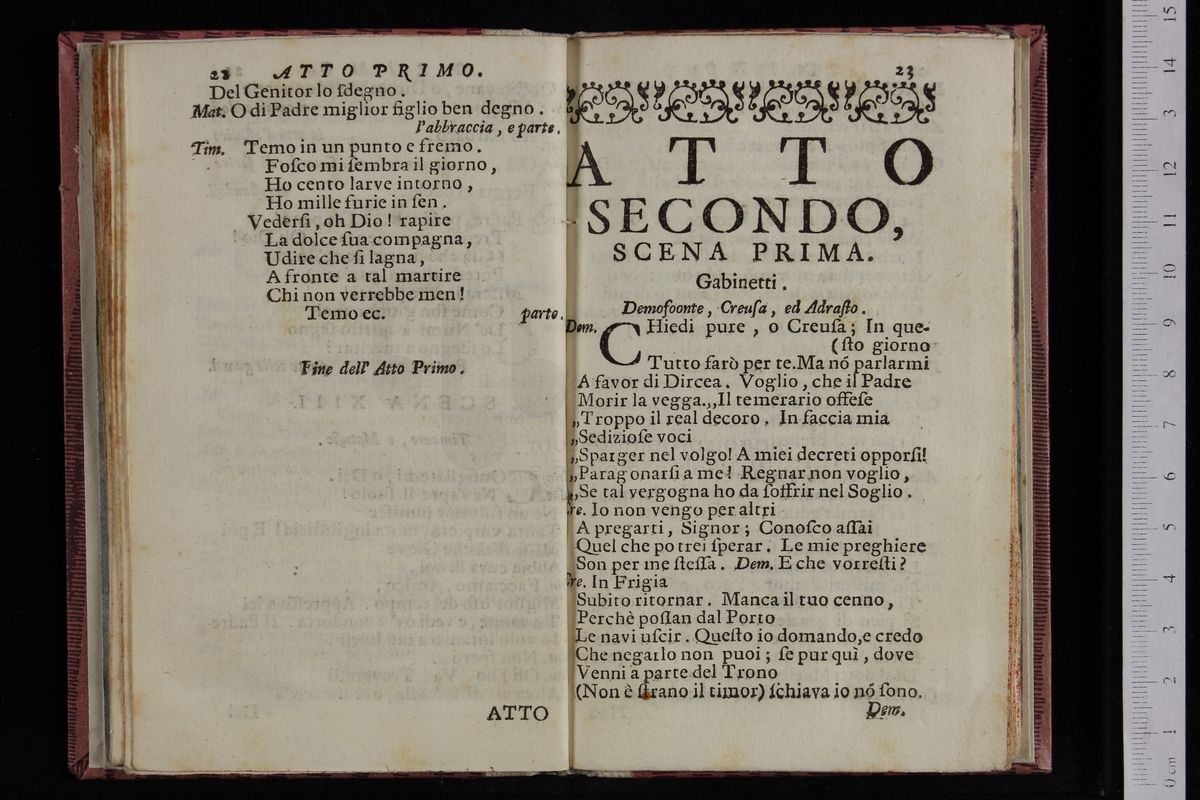 22 ATTO PRIMO.
Del Genitor lo ſdegno.
Mat. O di Padre miglior figlio ben degno.
l'abbraccia, e parte.
Tim. Temo in un punto e fremo.
Foſco mi ſembra il giorno,
Ho cento larve intorno,
Ho mille furie in ſen.
Vederſi, oh Dio! rapire
La dolce ſua compagna,
Udire che ſi lagna,
A fronte a tal martire
Chi non verrebbe men!
Temo ec. parte.
Fine dell' Atto Primo.
ATTO
23
ATTO
SECONDO,
SCENA PRIMA.
Gabinetti.
Demofoonte, Creuſa, ed Adraſto.
Dem. CHiedi pure, o Creuſa; In que-
(ſto giorno
Tutto farò per te. Ma nó parlarmi
A favor di Dircea. Voglio, che il Padre
Morir la vegga.,,Il temerario offeſe
,,Troppo il real decoro. In faccia mia
,,Sedizioſe voci
,,Sparger nel volgo! A miei decreti opporſi!
,,Paragonarſi a me! Regnar non voglio,
,,Se tal vergogna ho da ſoffrir nel Soglio.
Cre. Io non vengo per altri
A pregarti, Signor; Conoſco aſſai
Quel che potrei ſperar. Le mie preghiere
Son per me ſteſſa. Dem. E che vorreſti?
Cre. In Frigia
Subito ritornar. Manca il tuo cenno,
Perchè poſſan dal Porto
Le navi uſcir. Queſto io domando, e credo
Che negarlo non puoi; ſe pur quì, dove
Venni a parte del Trono
(Non è ſtrano il timor) ſchiava io nó ſono.
Dem.